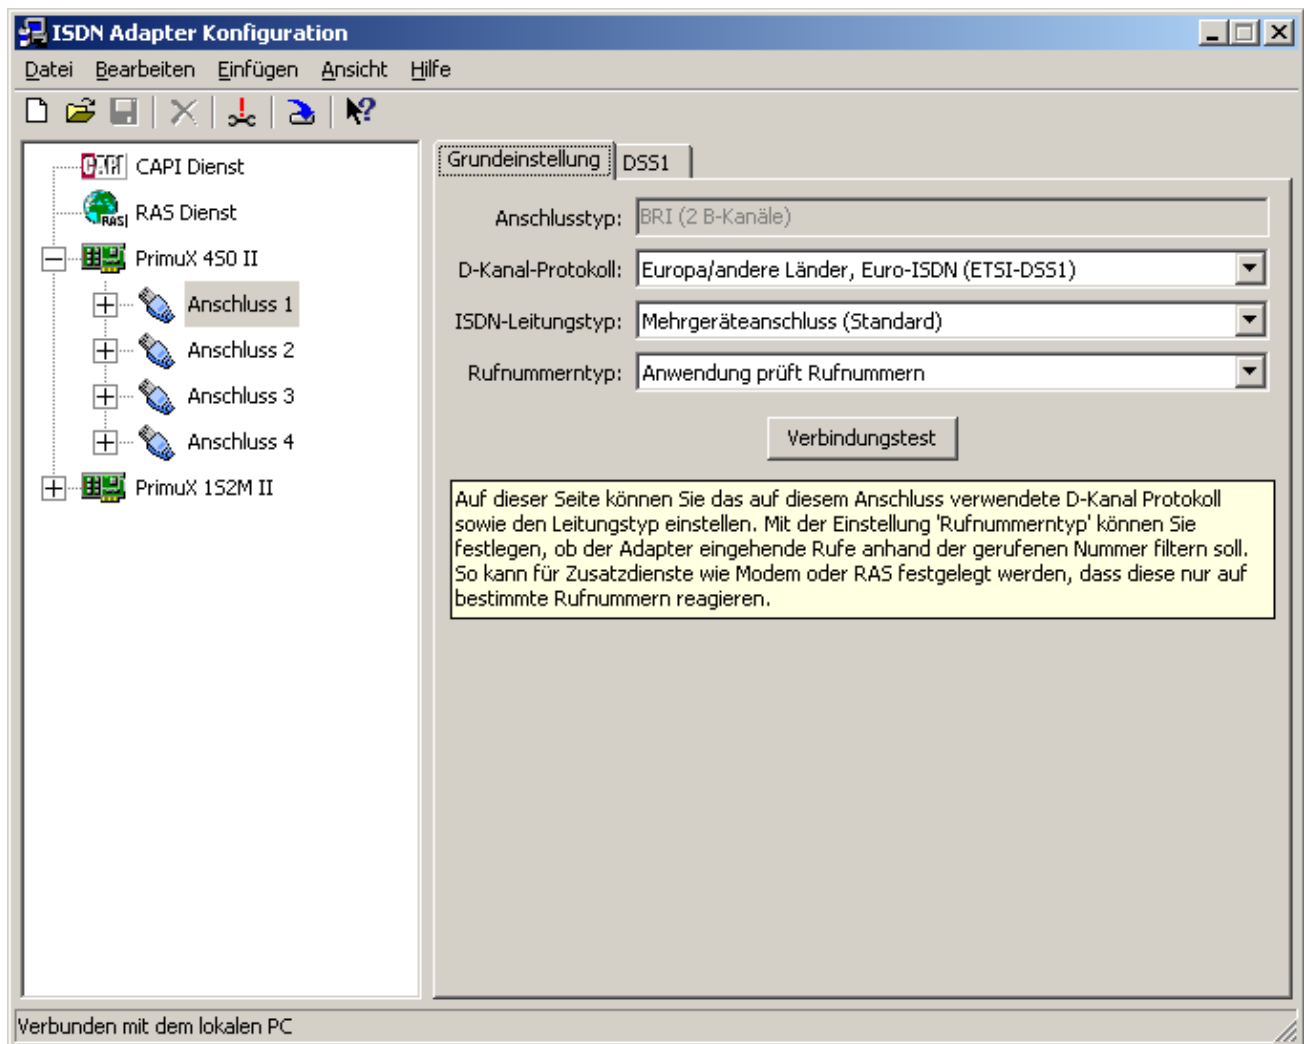 ISDN Adapter Konfiguration
Datei Bearbeiten Einfügen Ansicht Hilfe
CAPI CAPI Dienst
RAS RAS Dienst
PrimuX 4S0 II
Anschluss 1
Anschluss 2
Anschluss 3
Anschluss 4
PrimuX 1S2M II
Grundeinstellung DSS1
Anschlusstyp: BRI (2 B-Kanäle)
D-Kanal-Protokoll: Europa/andere Länder, Euro-ISDN (ETSI-DSS1)
ISDN-Leitungstyp: Mehrgeräteanschluss (Standard)
Rufnummerntyp: Anwendung prüft Rufnummern
Verbindungstest
Auf dieser Seite können Sie das auf diesem Anschluss verwendete D-Kanal Protokoll
sowie den Leitungstyp einstellen. Mit der Einstellung 'Rufnummerntyp' können Sie
festlegen, ob der Adapter eingehende Rufe anhand der gerufenen Nummer filtern soll.
So kann für Zusatzdienste wie Modem oder RAS festgelegt werden, dass diese nur auf
bestimmte Rufnummern reagieren.
Verbunden mit dem lokalen PC